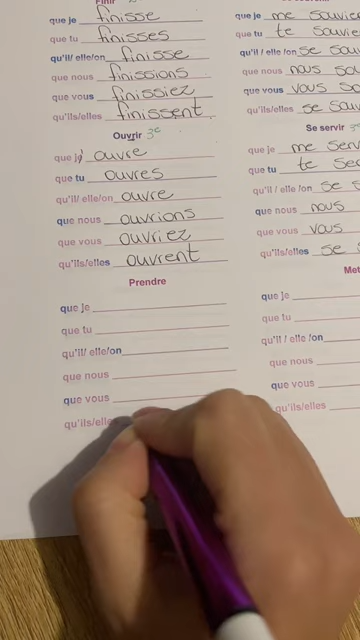 Finir
que je finisse
que tu finisses
qu'il/ elle/on finisse
que nous finissions
que vous finissiez
qu'ils/elles finissent
Ouvrir 3e
que j' ouvre
que tu ouvres
qu'il/ elle/on ouvre
que nous ouvrions
que vous ouvriez
qu'ils/elles ouvrent
Prendre
que je
que tu
qu'il/ elle/on
que nous
que vous
qu'ils/elles
que je me
que tu te
qu'il / elle /on se
que nous nous
que vous vous
qu'ils/elles se
Se servir
que je me
que tu te
qu'il / elle /on se
que nous nous
que vous vous
qu'ils/elles se
que je
que tu
qu'il / elle /on
que nous
que vous
qu'ils/elles